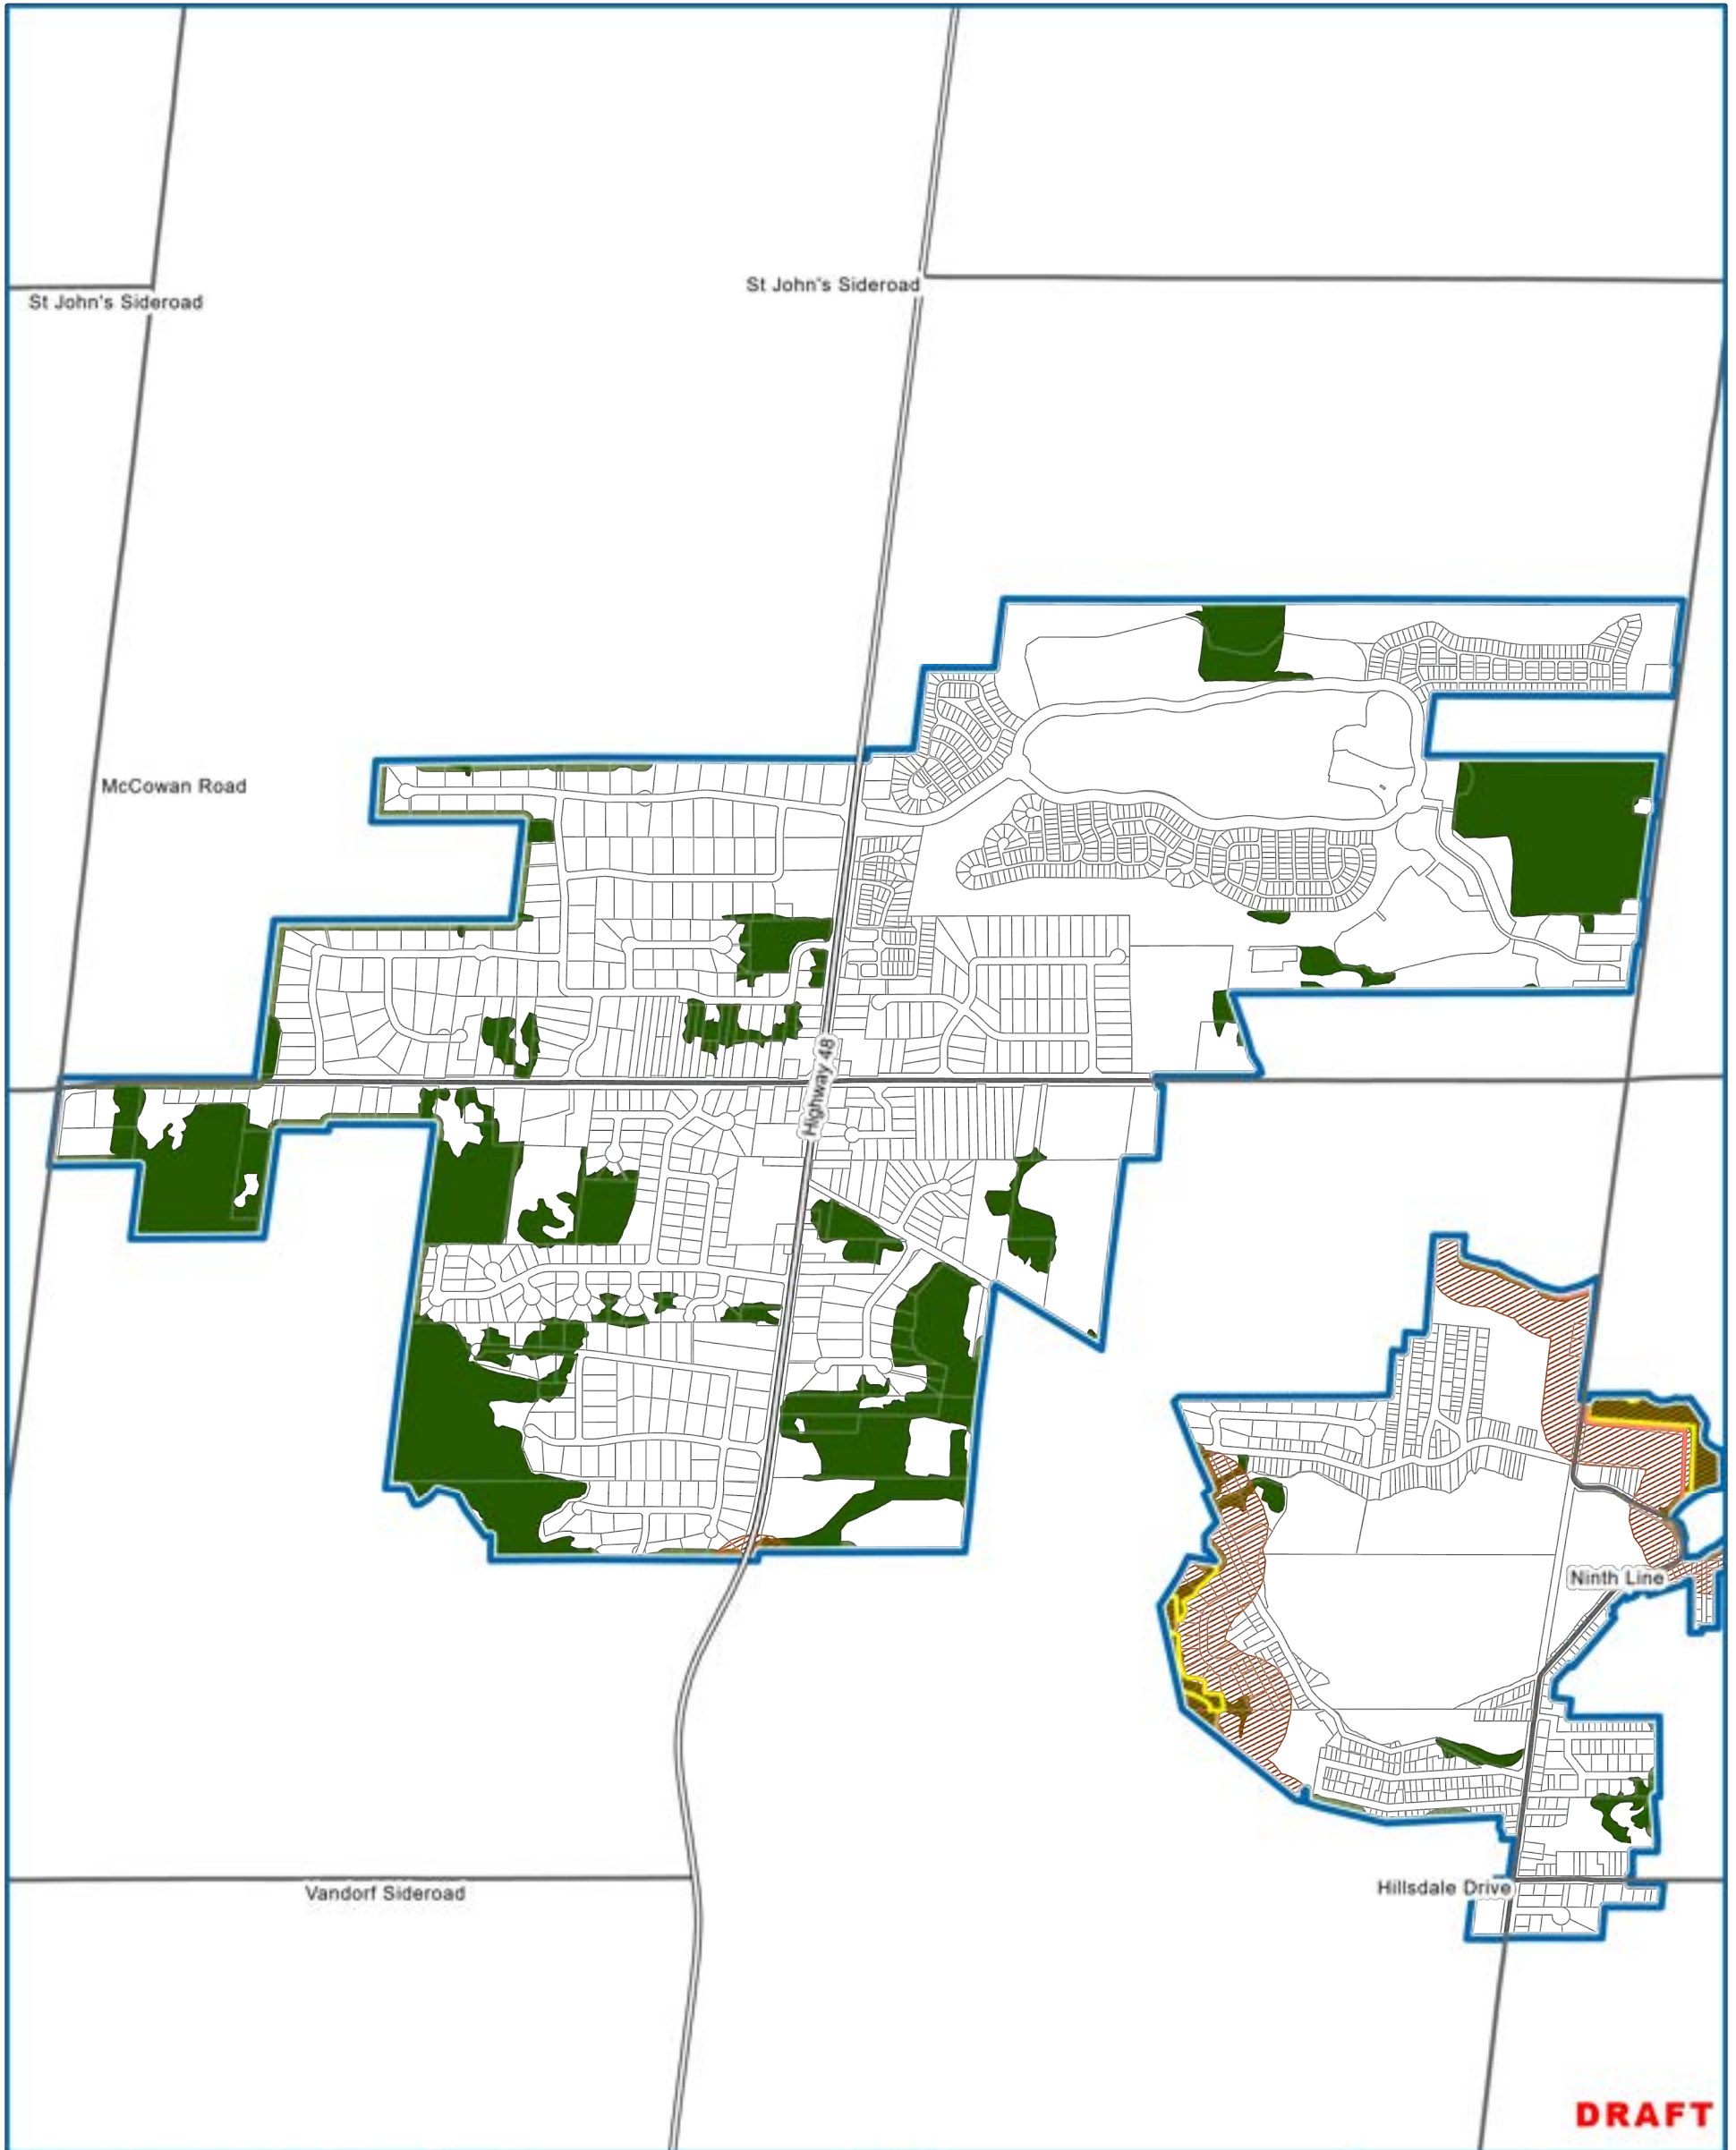 St John's Sideroad
St John's Sideroad
McCowan Road
Highway 48
Ninth Line
Vandorf Sideroad
Hillsdale Drive
DRAFT